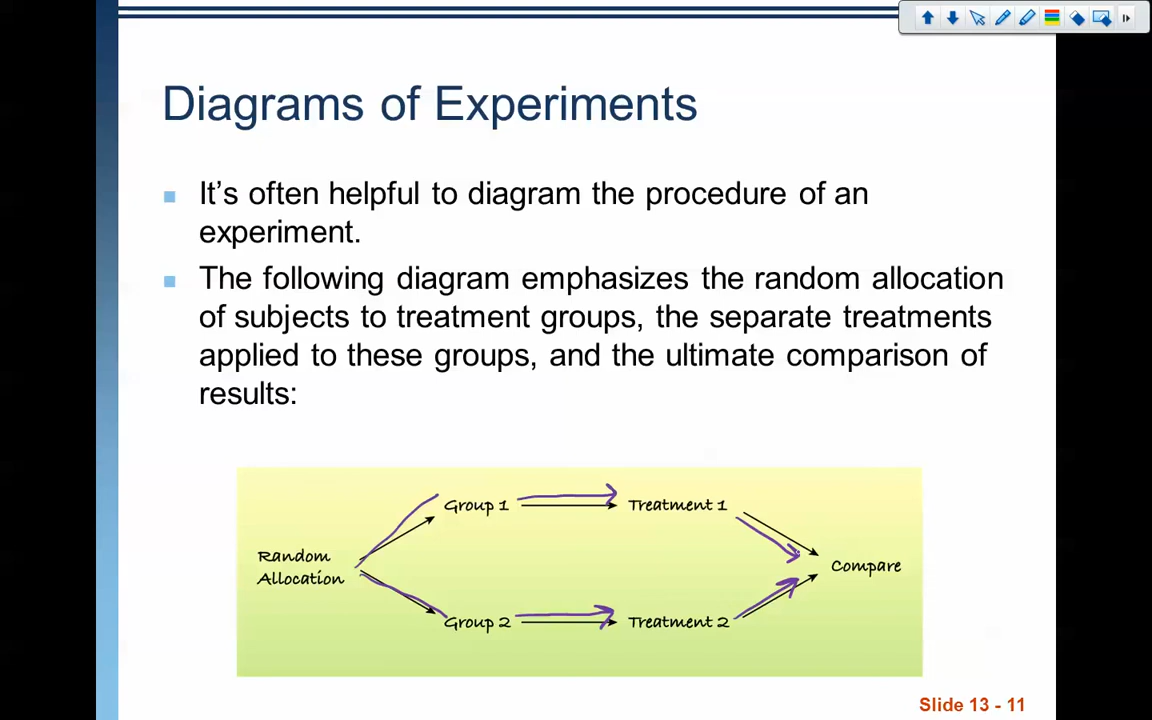 Diagrams of Experiments
It’s often helpful to diagram the procedure of an
experiment.
The following diagram emphasizes the random allocation
of subjects to treatment groups, the separate treatments
applied to these groups, and the ultimate comparison of
results:
Group 1
Treatment 1
Random
Allocation
Compare
Group 2
Treatment 2
Slide 13 - 11